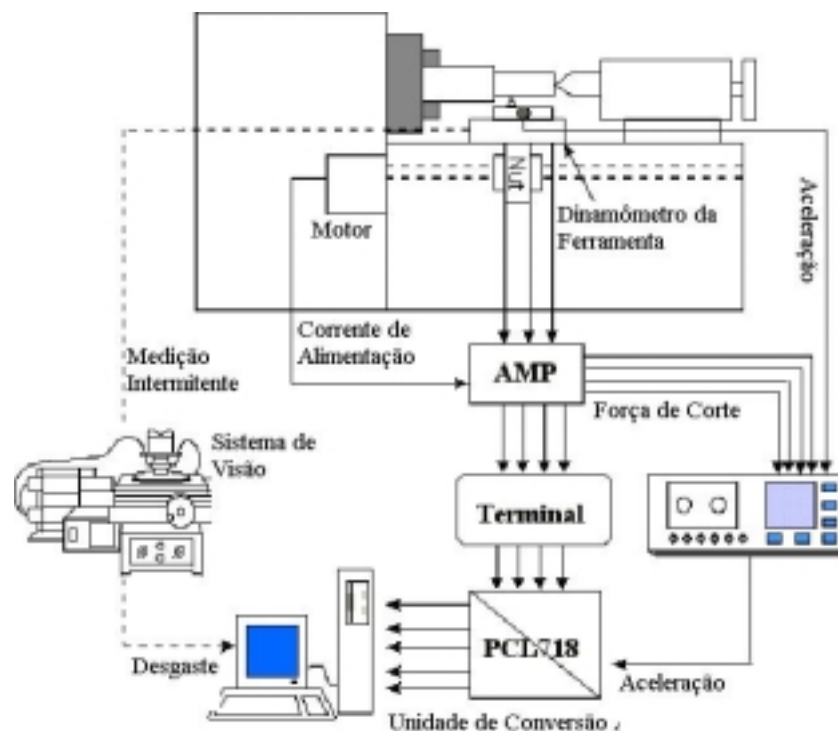 Nut
Motor
Dinamômetro da
Ferramenta
Aceleração
Corrente de
Alimentação
Medição
Intermitente
AMP
Força de Corte
Sistema de
Visão
Terminal
PCL718
Desgaste
Aceleração
Unidade de Conversão